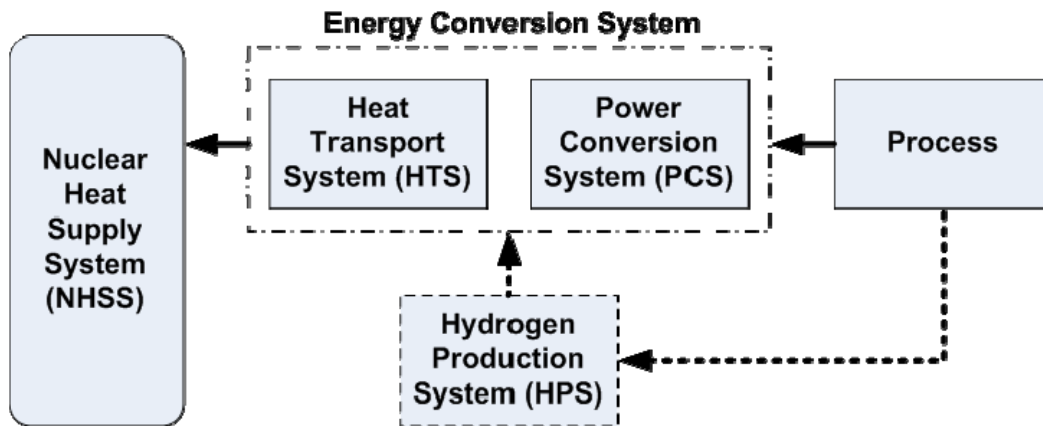 Energy Conversion System
Nuclear
Heat
Supply
System
(NHSS)
Heat
Transport
System (HTS)
Power
Conversion
System (PCS)
Process
Hydrogen
Production
System (HPS)